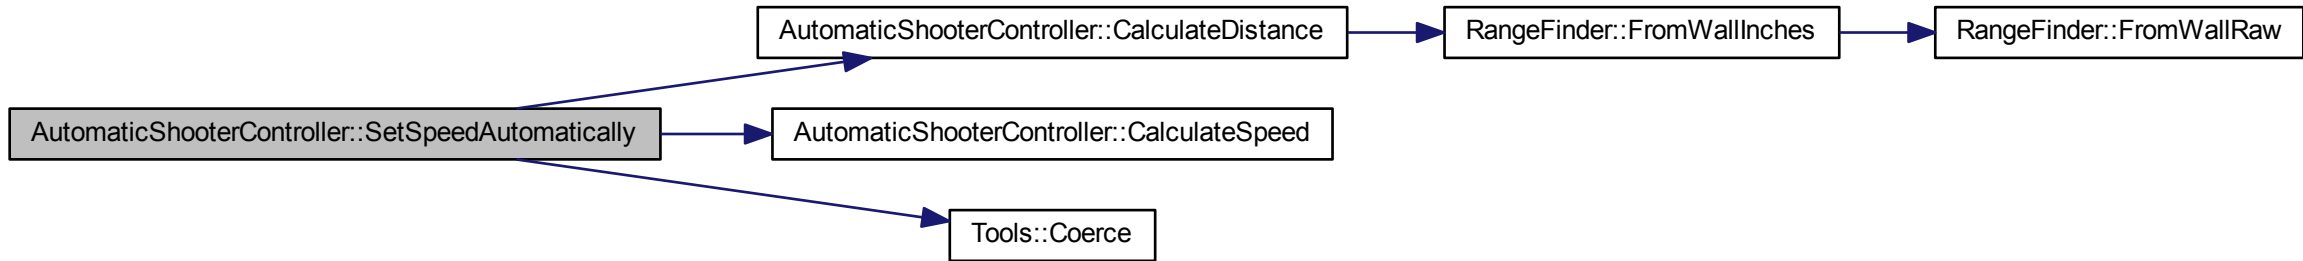 AutomaticShooterController::CalculateDistance
RangeFinder::FromWallInches
RangeFinder::FromWallRaw
AutomaticShooterController::SetSpeedAutomatically
AutomaticShooterController::CalculateSpeed
Tools::Coerce